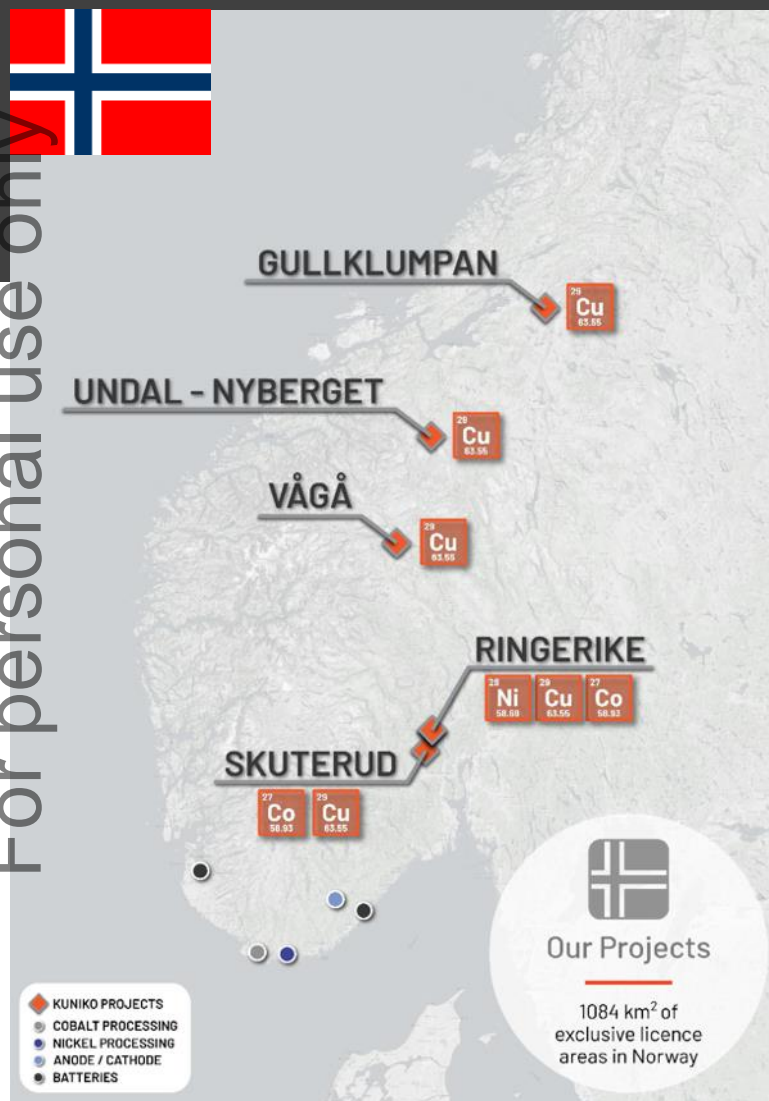 For personal use only
GULLKLUMPAN
29
Cu
63.55
UNDAL - NYBERGET
29
Cu
63.55
VÅGÅ
29
Cu
63.55
RINGERIKE
28
Ni
58.69
29
Cu
63.55
27
Co
58.93
SKUTERUD
27
Co
58.93
29
Cu
63.55
Our Projects
1084 km² of
exclusive licence
areas in Norway
KUNIKO PROJECTS
COBALT PROCESSING
NICKEL PROCESSING
ANODE / CATHODE
BATTERIES